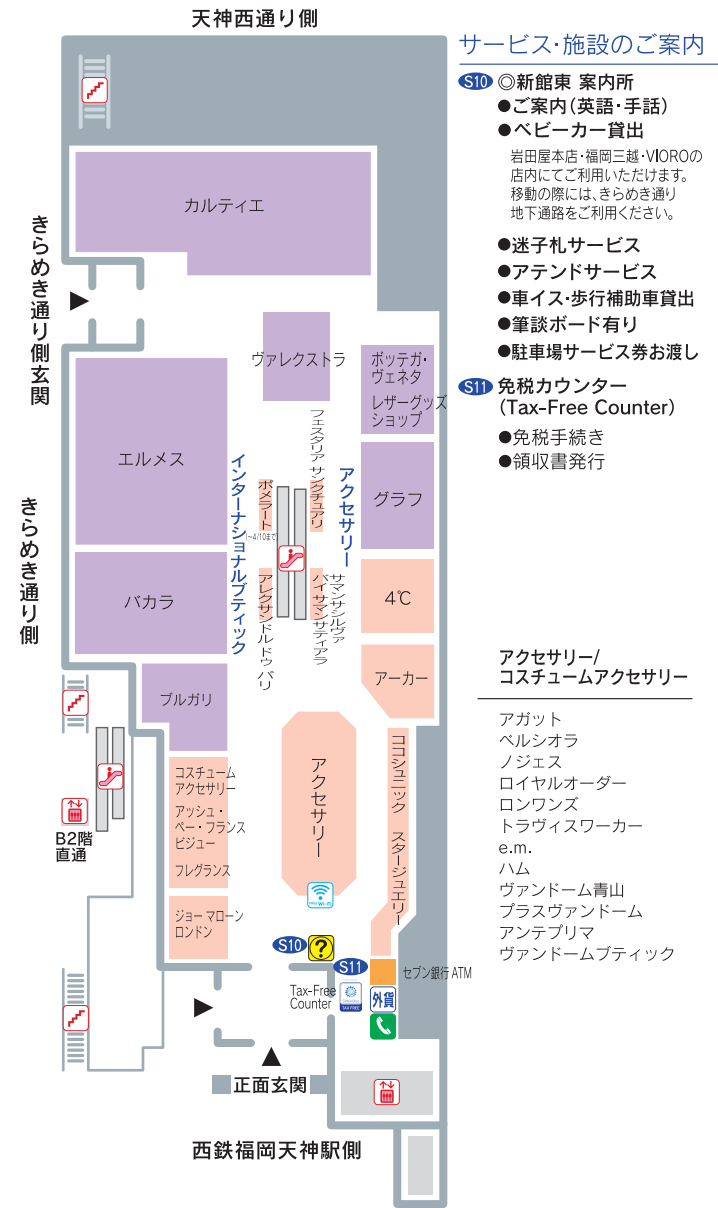 天神西通り側
カルティエ
きらめき通り側玄関
ヴァレクストラ
ボッテガ・
ヴェネタ
レザーグッズ
ショップ
エルメス
インターナショナルブティック
フェスタリア サンクチュアリ
ポメラート
(~4/10まで)
アクセサリー
グラフ
きらめき通り側
バカラ
アレクサンドル ドゥ パリ
サマンサシルヴァ
バイ サマンサティアラ
4℃
アーカー
ブルガリ
アクセサリー
ココシュニック
スタージュエリー
コスチューム
アクセサリー
アッシュ・
ペー・フランス
ビジュー
フレグランス
B2階
直通
ジョー マローン
ロンドン
FREE Wi-Fi
S10
?
S11
セブン銀行 ATM
Tax-Free
Counter
TAX FREE
外貨
正面玄関
西鉄福岡天神駅側
サービス・施設のご案内
S10 ◎新館東 案内所
●ご案内(英語・手話)
●ベビーカー貸出
岩田屋本店・福岡三越・VIOROの
店内にてご利用いただけます。
移動の際には、きらめき通り
地下通路をご利用ください。
●迷子札サービス
●アテンドサービス
●車イス・歩行補助車貸出
●筆談ボード有り
●駐車場サービス券お渡し
S11 免税カウンター
(Tax-Free Counter)
●免税手続き
●領収書発行
アクセサリー/
コスチュームアクセサリー
アガット
ベルシオラ
ノジェス
ロイヤルオーダー
ロンワンズ
トラヴィスワーカー
e.m.
ハム
ヴァンドーム青山
プラスヴァンドーム
アンテプリマ
ヴァンドームブティック